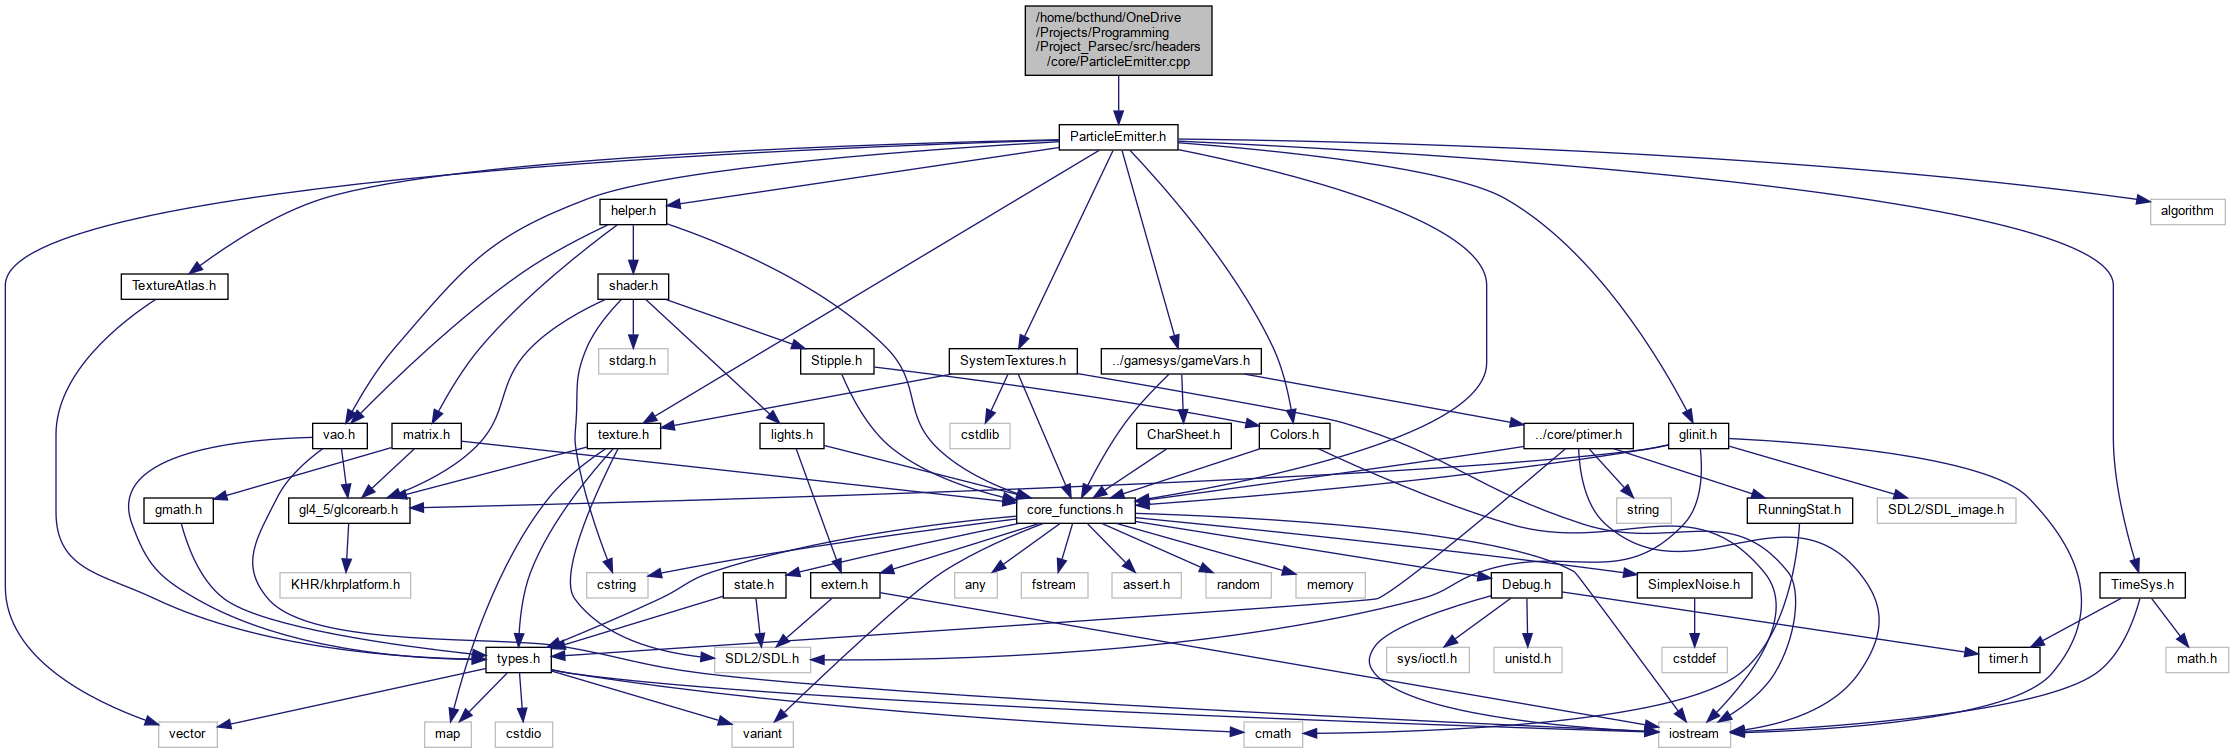 /home/bcthund/OneDrive
/Projects/Programming
/Project_Parsec/src/headers
/core/ParticleEmitter.cpp
ParticleEmitter.h
helper.h
algorithm
TextureAtlas.h
shader.h
stdarg.h
Stipple.h
SystemTextures.h
../gamesys/gameVars.h
vao.h
matrix.h
texture.h
lights.h
cstdlib
CharSheet.h
Colors.h
../core/ptimer.h
glinit.h
gmath.h
gl4_5/glcorearb.h
core_functions.h
string
RunningStat.h
SDL2/SDL_image.h
KHR/khrplatform.h
cstring
state.h
extern.h
any
fstream
assert.h
random
memory
Debug.h
SimplexNoise.h
TimeSys.h
types.h
SDL2/SDL.h
sys/ioctl.h
unistd.h
cstddef
timer.h
math.h
vector
map
cstdio
variant
cmath
iostream